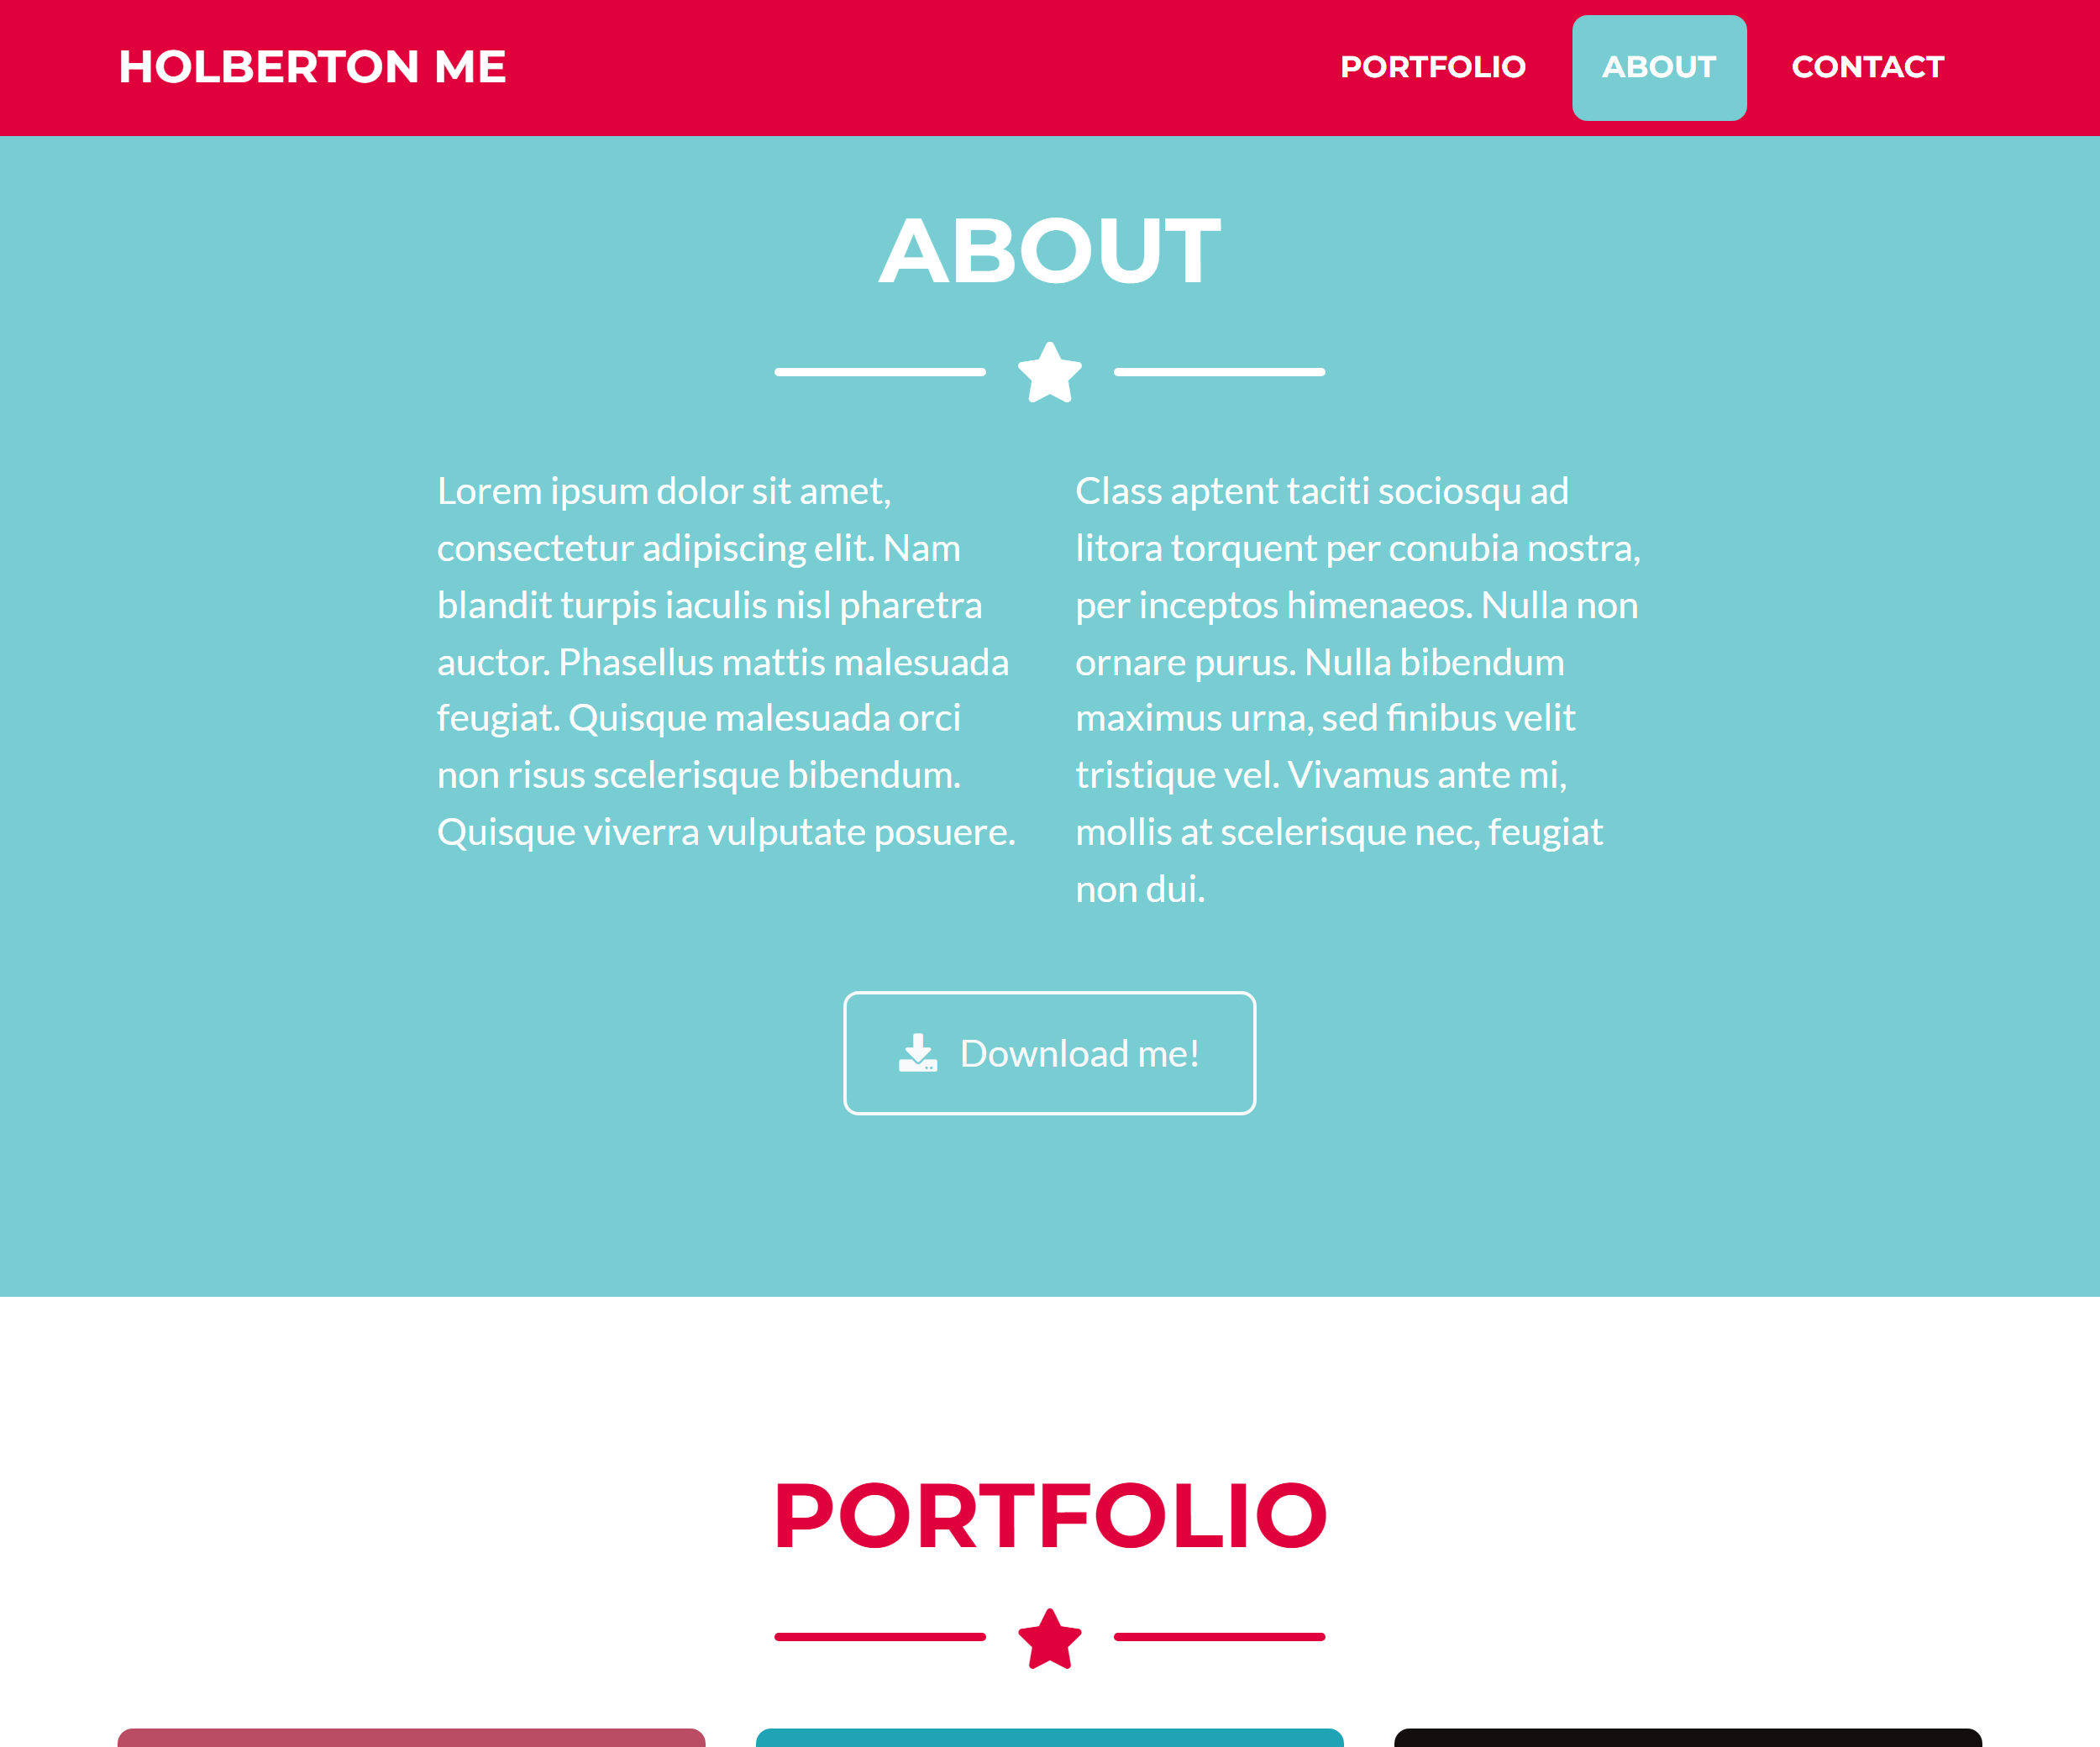 HOLBERTON ME
PORTFOLIO
ABOUT
CONTACT
ABOUT
Lorem ipsum dolor sit amet,
consectetur adipiscing elit. Nam
blandit turpis iaculis nisl pharetra
auctor. Phasellus mattis malesuada
feugiat. Quisque malesuada orci
non risus scelerisque bibendum.
Quisque viverra vulputate posuere.
Class aptent taciti sociosqu ad
litora torquent per conubia nostra,
per inceptos himenaeos. Nulla non
ornare purus. Nulla bibendum
maximus urna, sed finibus velit
tristique vel. Vivamus ante mi,
mollis at scelerisque nec, feugiat
non dui.
Download me!
PORTFOLIO